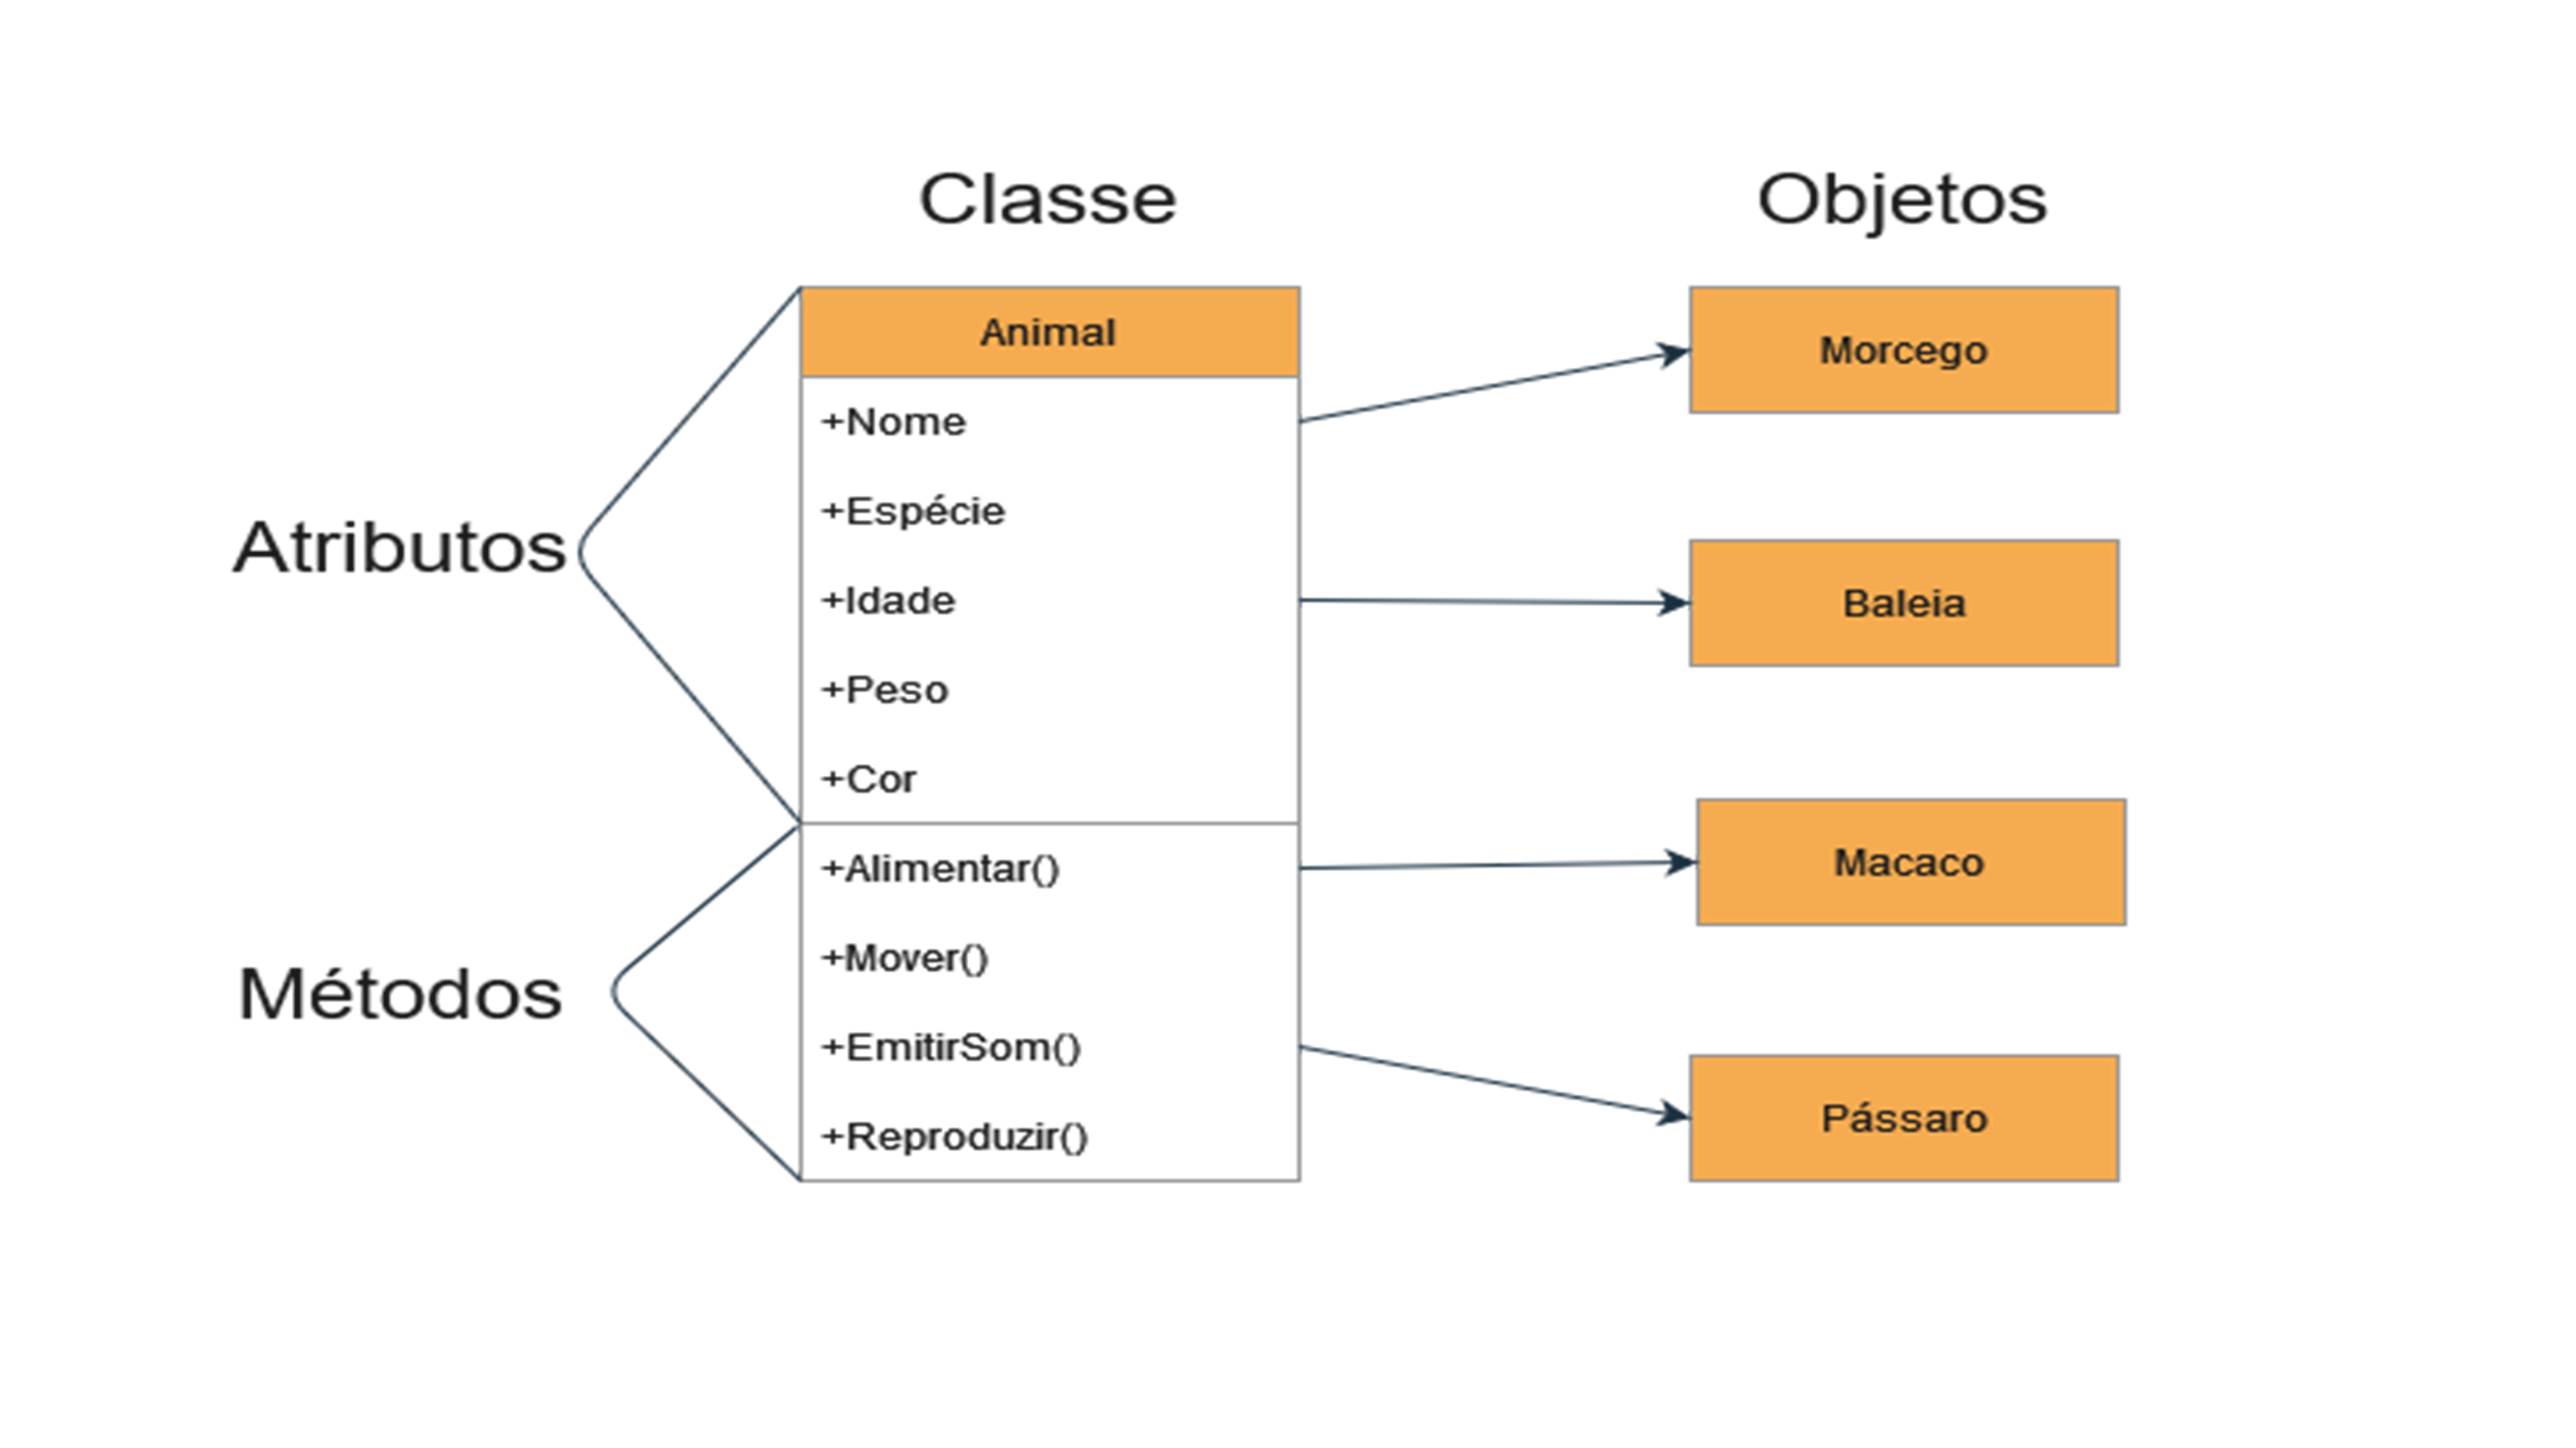 Classe
Objetos
Atributos
Métodos
Animal
+Nome
+Espécie
+Idade
+Peso
+Cor
+Alimentar()
+Mover()
+EmitirSom()
+Reproduzir()
Morcego
Baleia
Macaco
Pássaro